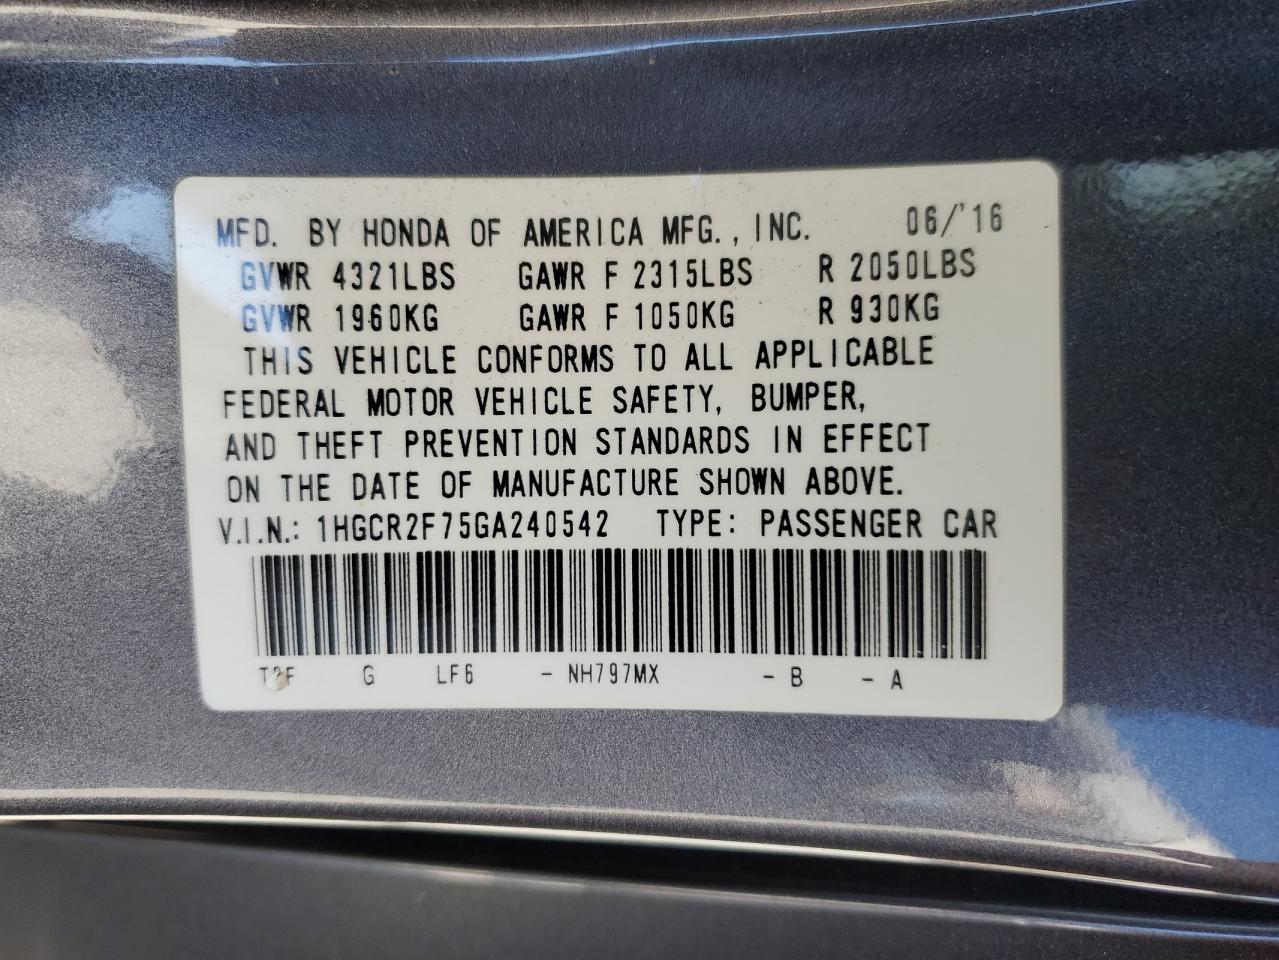 MFD. BY HONDA OF AMERICA MFG., INC. 06/'16
GVWR 4321LBS GAWR F 2315LBS R 2050LBS
GVWR 1960KG GAWR F 1050KG R 930KG
THIS VEHICLE CONFORMS TO ALL APPLICABLE
FEDERAL MOTOR VEHICLE SAFETY, BUMPER,
AND THEFT PREVENTION STANDARDS IN EFFECT
ON THE DATE OF MANUFACTURE SHOWN ABOVE.
V.I.N.: 1HGCR2F75GA240542 TYPE: PASSENGER CAR
G LF6 - NH797MX - B - A